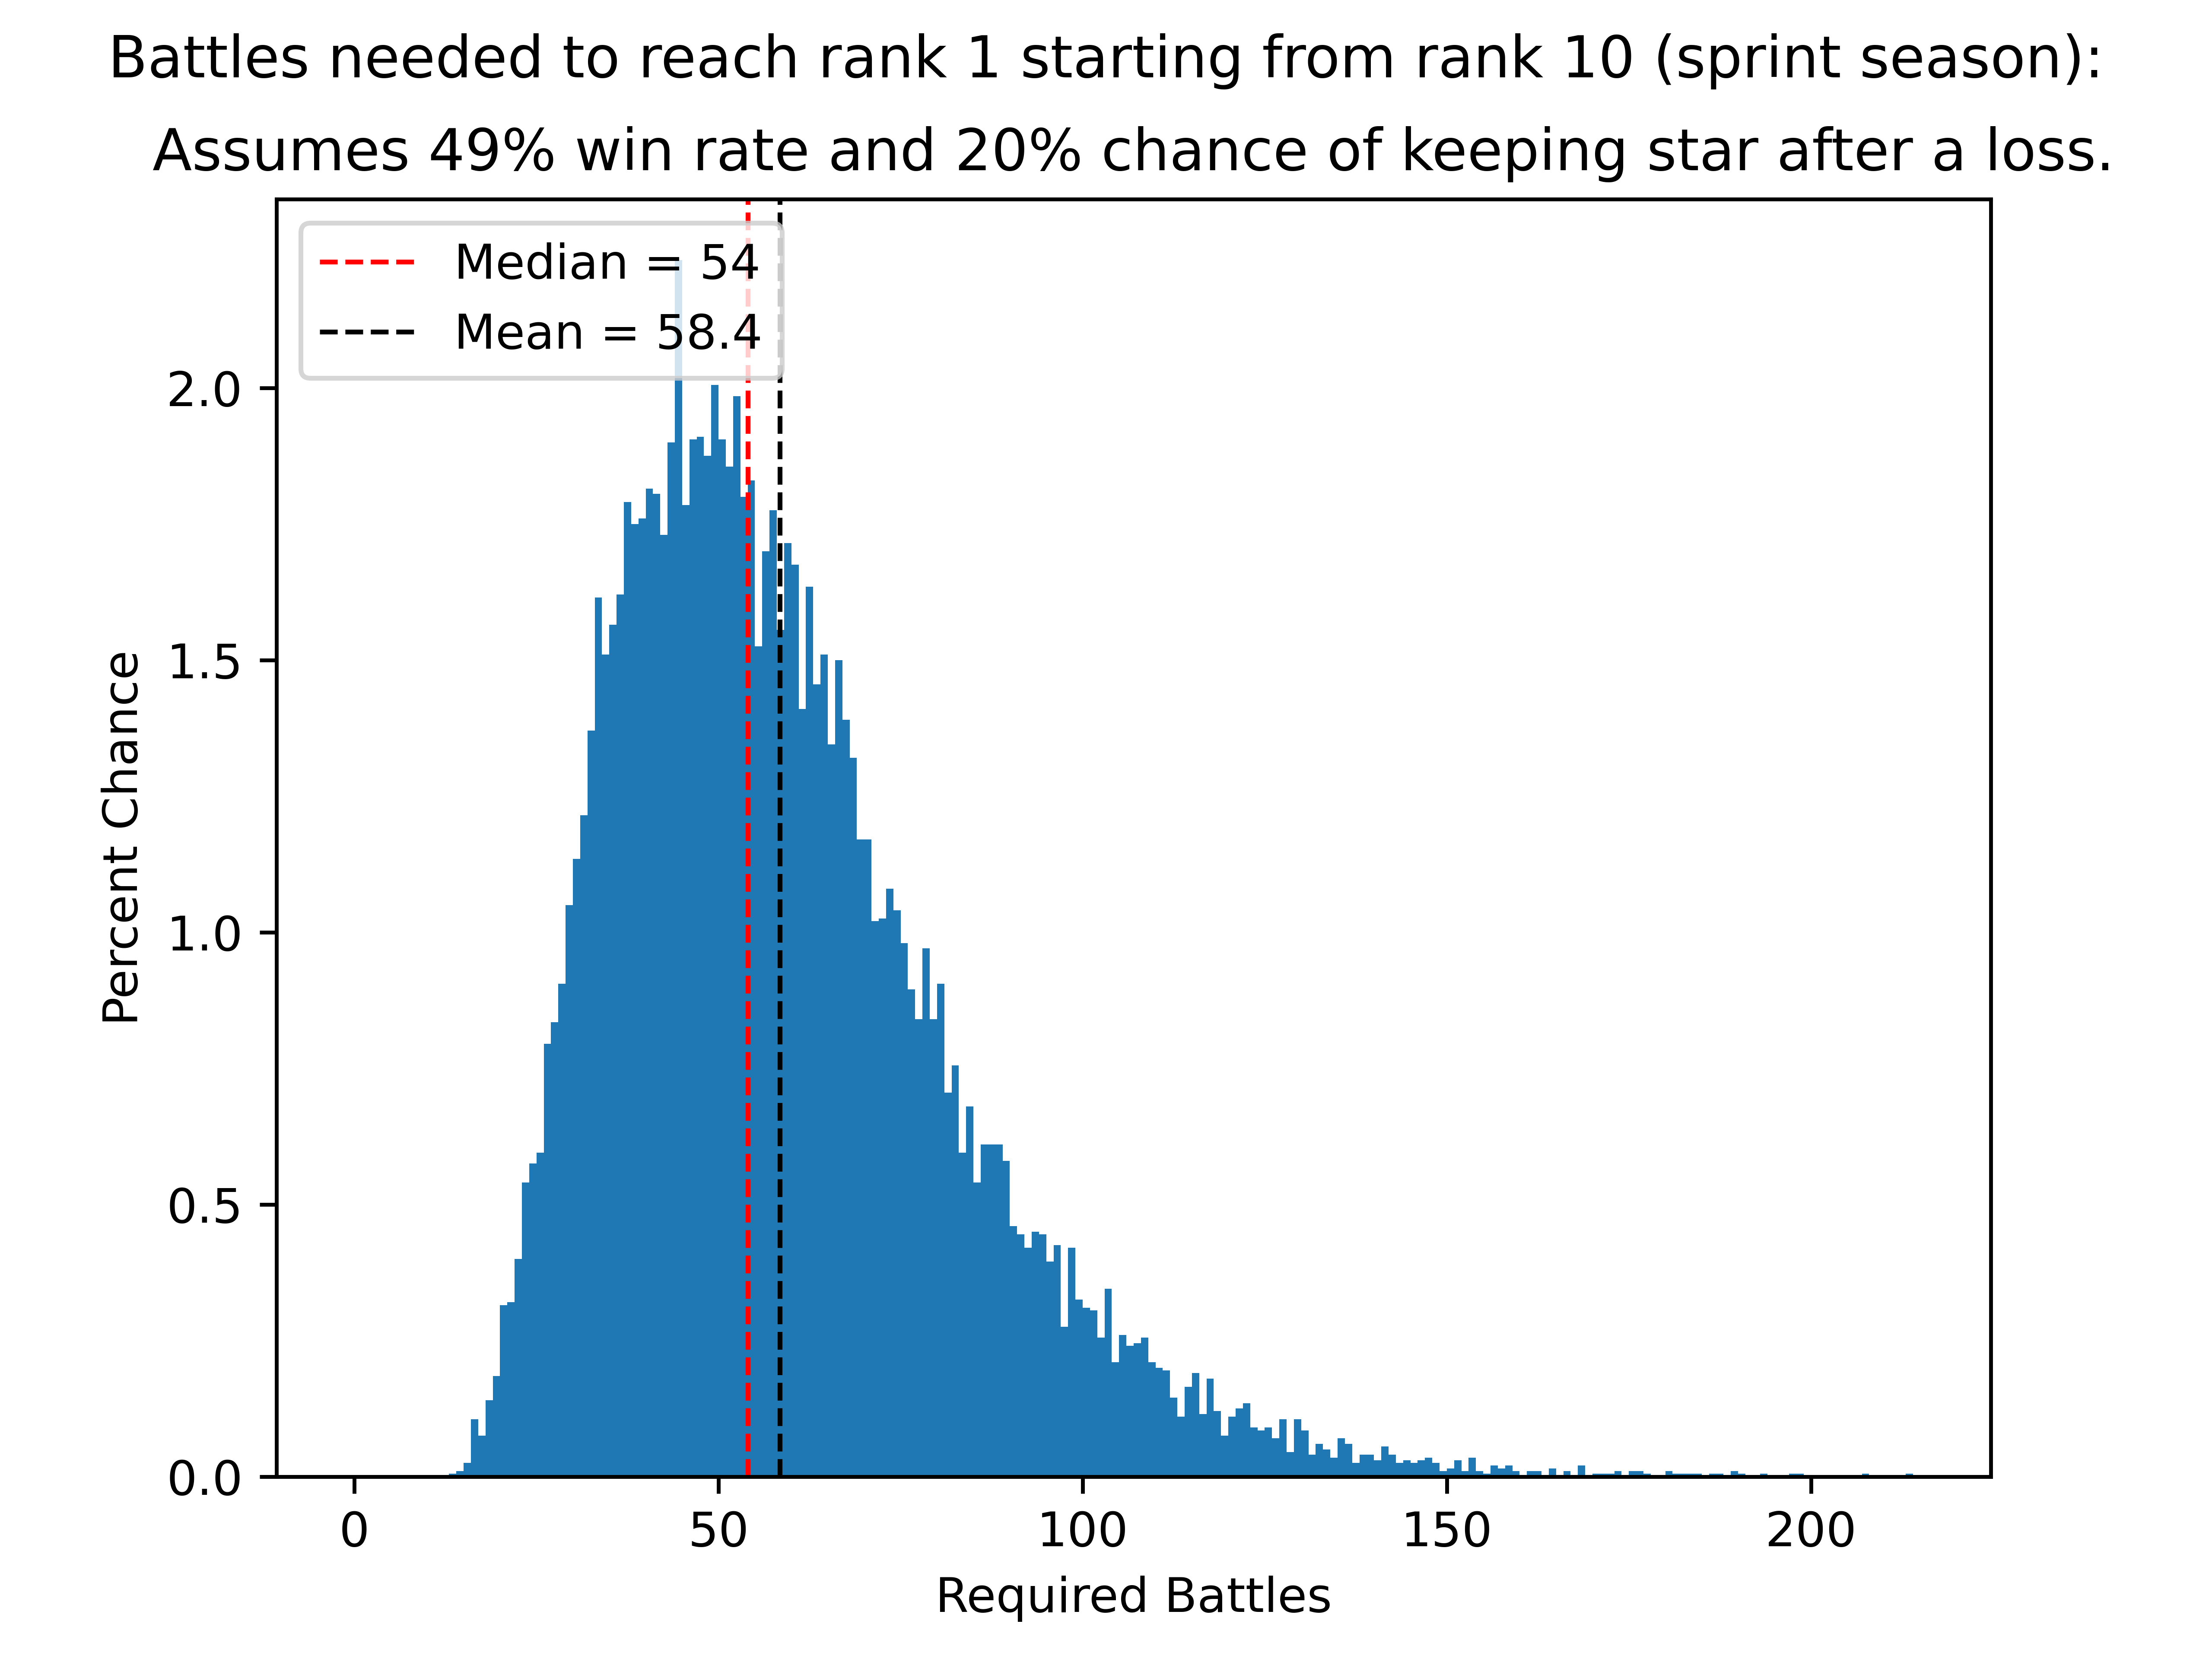 Battles needed to reach rank 1 starting from rank 10 (sprint season):
Assumes 49% win rate and 20% chance of keeping star after a loss.
Median = 54
Mean = 58.4
2.0
1.5
1.0
0.5
0.0
Percent Chance
0 50 100 150 200
Required Battles